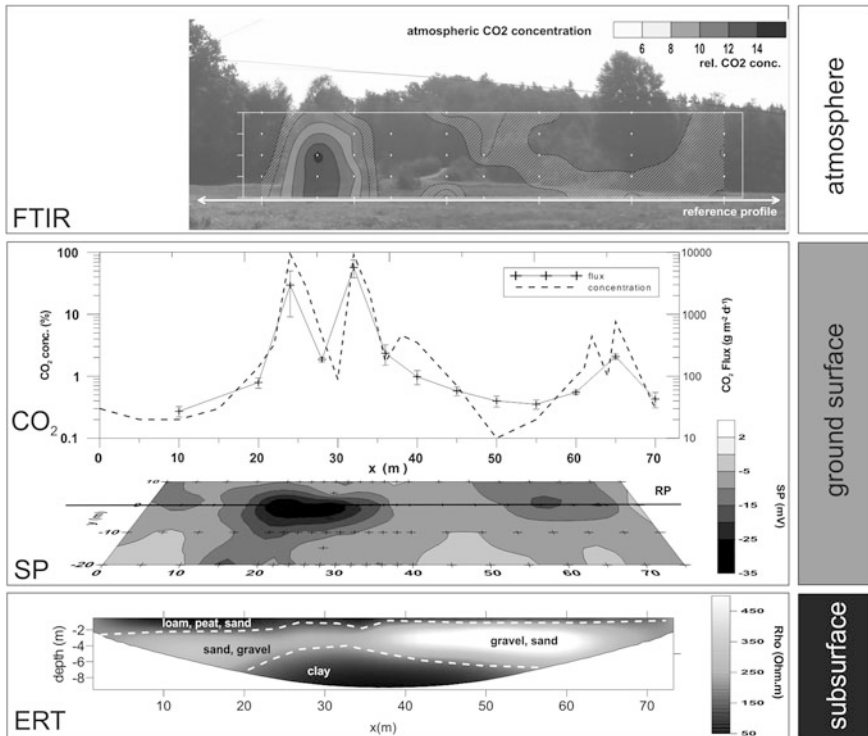 atmospheric CO2 concentration
6 8 10 12 14
rel. CO2 conc.
reference profile
FTIR
atmosphere
100
10
1
0.1
CO2 conc. (%)
flux
concentration
10000
1000
100
10
CO2 Flux (g m-2 d-1)
0 10 20 30 40 50 60 70
x (m)
CO2
ground surface
10
0
-10
-20
y(m)
RP
0 10 20 30 40 50 60 70
2
-5
-15
-25
-35
SP (mV)
SP
loam, peat, sand
sand, gravel
gravel, sand
clay
-2
-4
-6
-8
depth (m)
10 20 30 40 50 60 70
x(m)
450
350
250
150
50
Rho (Ohm.m)
ERT
subsurface